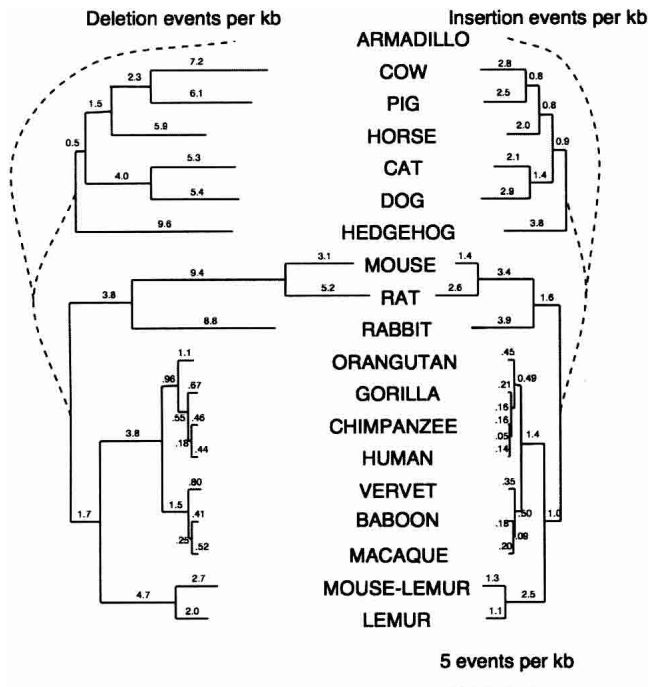 Deletion events per kb Insertion events per kb
ARMADILLO
7.2 COW 2.8
2.3 0.8
6.1 PIG 2.5
1.5 0.8
5.9 HORSE 2.0
0.5 0.9
5.3 CAT 2.1
4.0 1.4
5.4 DOG 2.9
9.6 HEDGEHOG 3.8
3.1 MOUSE 1.4
9.4 3.4
5.2 RAT 2.6
3.8 1.6
8.8 RABBIT 3.9
1.1 ORANGUTAN .45
.96 0.49
.67 GORILLA .21
.55 .16
.46 CHIMPANZEE .16
3.8 .18 .05 1.4
.44 HUMAN .14
.80 VERVET .35
1.5 .50
1.7 .41 BABOON .18 1.0
.25 .09
.52 MACAQUE .20
2.7 MOUSE-LEMUR 1.3
4.7 2.5
2.0 LEMUR 1.1
5 events per kb